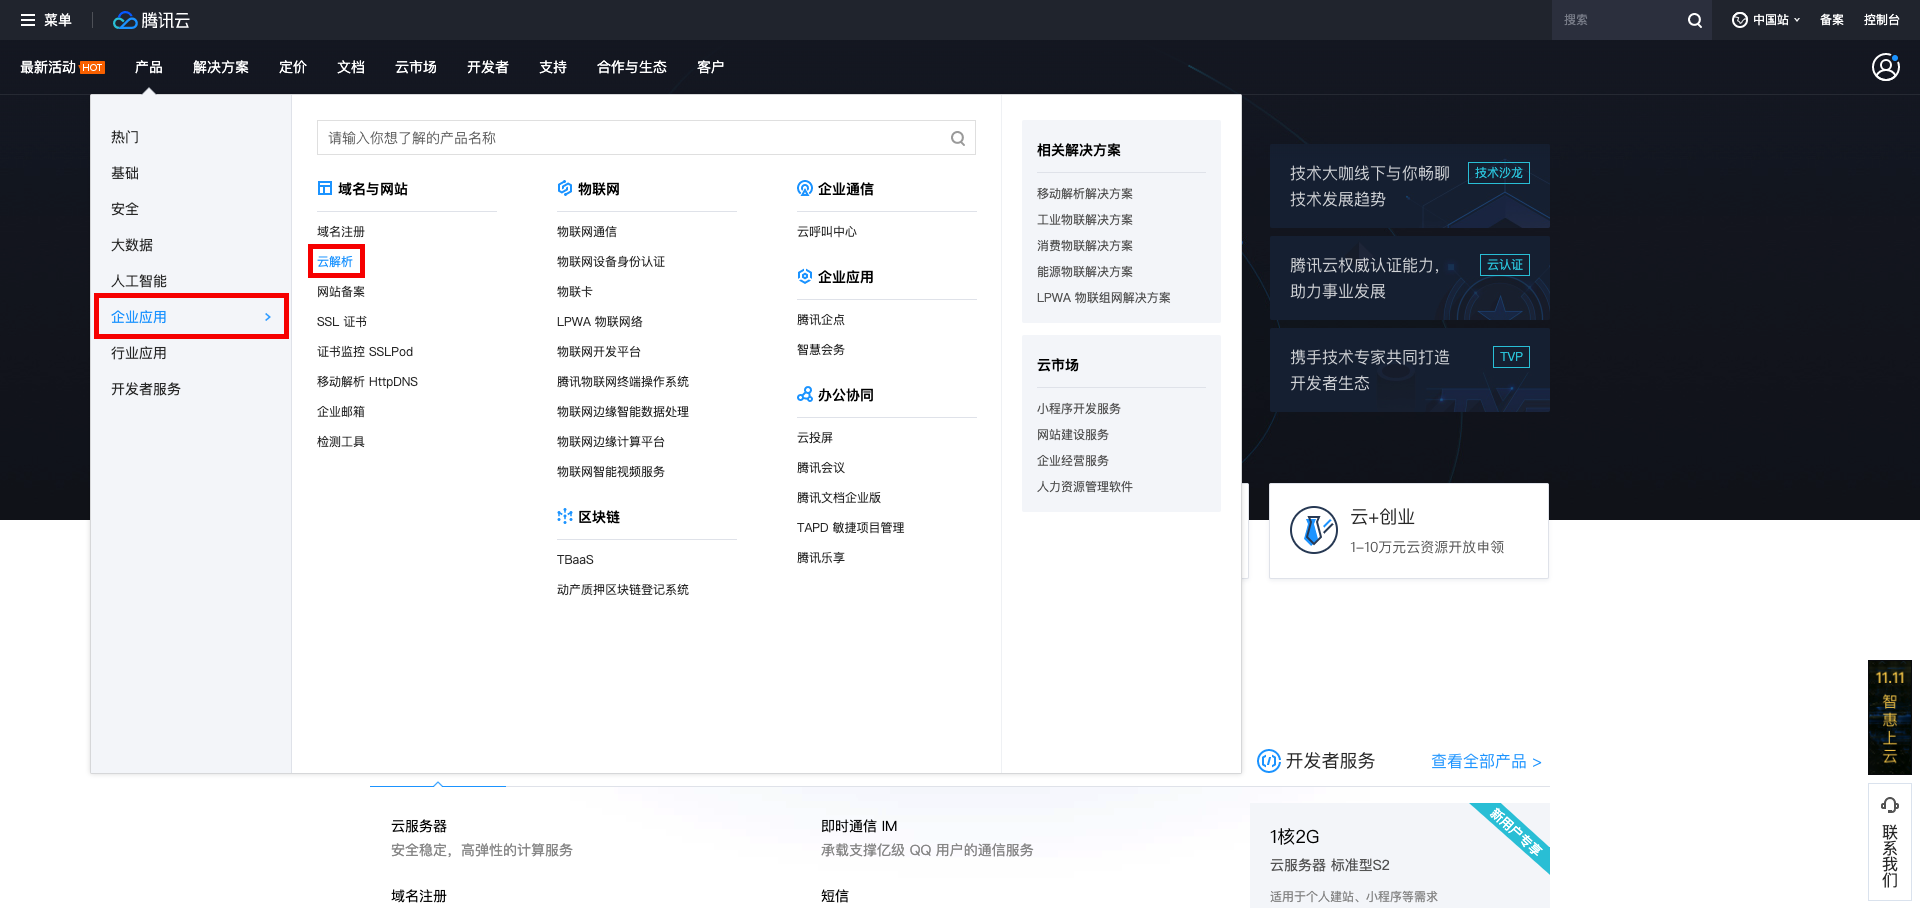 菜单
腾讯云
搜索
中国站
备案
控制台
最新活动
HOT
产品
解决方案
定价
文档
云市场
开发者
支持
合作与生态
客户
热门
基础
安全
大数据
人工智能
企业应用
行业应用
开发者服务
请输入你想了解的产品名称
域名与网站
域名注册
云解析
网站备案
SSL 证书
证书监控 SSLPod
移动解析 HttpDNS
企业邮箱
检测工具
物联网
物联网通信
物联网设备身份认证
物联卡
LPWA 物联网络
物联网开发平台
腾讯物联网终端操作系统
物联网边缘智能数据处理
物联网边缘计算平台
物联网智能视频服务
区块链
TBaaS
动产质押区块链登记系统
企业通信
云呼叫中心
企业应用
腾讯企点
智慧会务
办公协同
云投屏
腾讯会议
腾讯文档企业版
TAPD 敏捷项目管理
腾讯乐享
相关解决方案
移动解析解决方案
工业物联解决方案
消费物联解决方案
能源物联解决方案
LPWA 物联组网解决方案
云市场
小程序开发服务
网站建设服务
企业经营服务
人力资源管理软件
技术大咖线下与你畅聊
技术发展趋势
技术沙龙
腾讯云权威认证能力，
助力事业发展
云认证
携手技术专家共同打造
开发者生态
TVP
云+创业
1-10万元云资源开放申领
开发者服务
查看全部产品 >
云服务器
安全稳定，高弹性的计算服务
即时通信 IM
承载支撑亿级 QQ 用户的通信服务
域名注册
短信
1核2G
云服务器 标准型S2
适用于个人建站、小程序等需求
新用户专享
11.11
智惠上云
联系我们